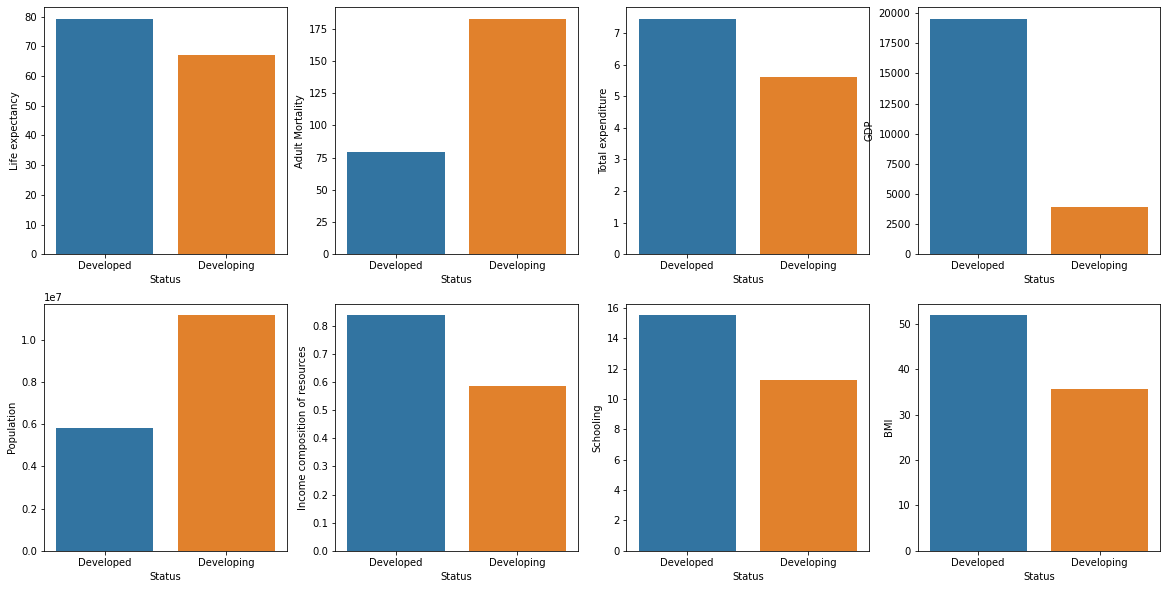 80
70
60
50
40
30
20
10
0
Life expectancy
Developed Developing
Status
175
150
125
100
75
50
25
0
Adult Mortality
Developed Developing
Status
7
6
5
4
3
2
1
0
Total expenditure
Developed Developing
Status
20000
17500
15000
12500
10000
7500
5000
2500
0
GDP
Developed Developing
Status
1e7
1.0
0.8
0.6
0.4
0.2
0.0
Population
Developed Developing
Status
0.8
0.7
0.6
0.5
0.4
0.3
0.2
0.1
0.0
Income composition of resources
Developed Developing
Status
16
14
12
10
8
6
4
2
0
Schooling
Developed Developing
Status
50
40
30
20
10
0
BMI
Developed Developing
Status